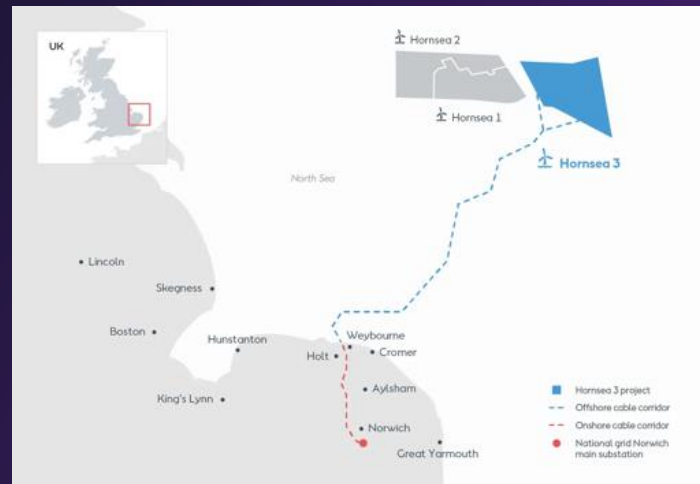 UK
Hornsea 2
Hornsea 1
Hornsea 3
North Sea
Lincoln
Skegness
Boston
Hunstanton
Weybourne
Holt
Cromer
King's Lynn
Aylsham
Norwich
Great Yarmouth
Hornsea 3 project
Offshore cable corridor
Onshore cable corridor
National grid Norwich
main substation